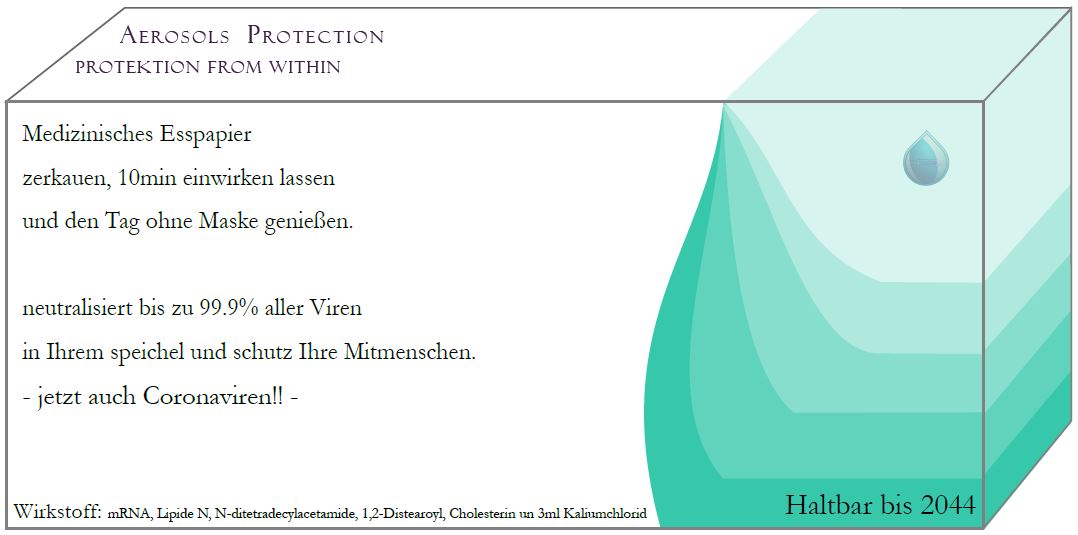 Aerosols Protection
protektion from within
Medizinisches Esspapier
zerkauen, 10min einwirken lassen
und den Tag ohne Maske genießen.
neutralisiert bis zu 99.9% aller Viren
in Ihrem speichel und schutz Ihre Mitmenschen.
- jetzt auch Coronaviren!! -
Wirkstoff: mRNA, Lipide N, N-ditetradecylacetamide, 1,2-Distearoyl, Cholesterin un 3ml Kaliumchlorid
Haltbar bis 2044